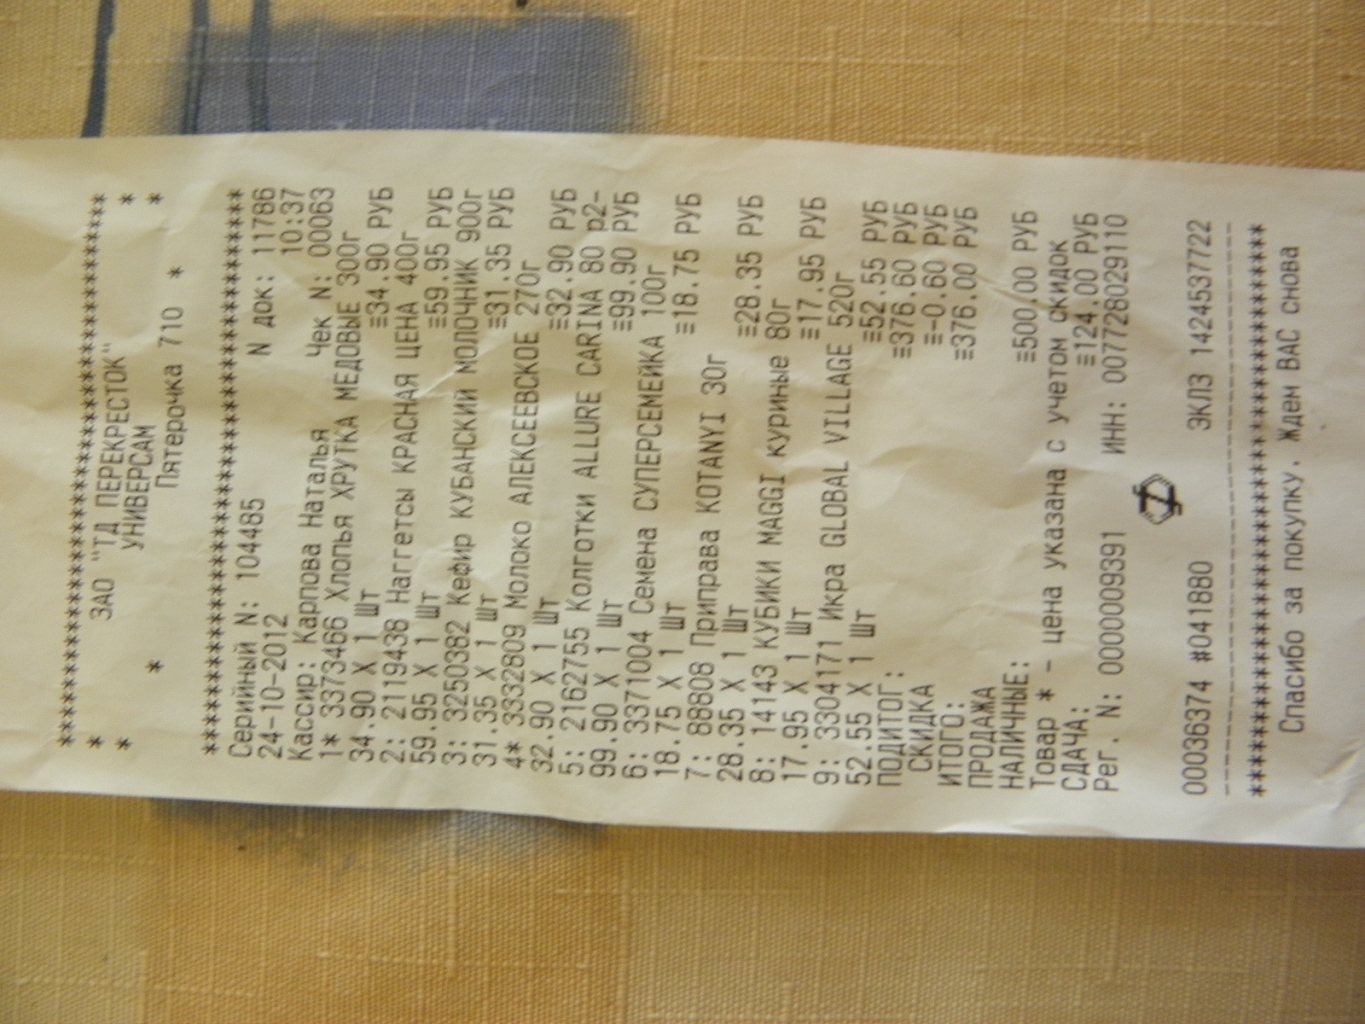 **************************************
* ЗАО "ТД ПЕРЕКРЕСТОК" *
* УНИВЕРСАМ *
* Пятерочка 710 *
**************************************
Серийный N: 104485 N док: 11786
24-10-2012 10:37
Кассир: Карпова Наталья Чек N: 00063
1* 3373466 ХЛОПЬЯ ХРУТКА МЕДОВЫЕ 300г
34.90 X 1 ШТ ≡34.90 РУБ
2: 2119438 Наггетсы КРАСНАЯ ЦЕНА 400г
59.95 X 1 ШТ ≡59.95 РУБ
3: 3250382 Кефир КУБАНСКИЙ МОЛОЧНИК 900г
31.35 X 1 ШТ ≡31.35 РУБ
4* 3332809 Молоко АЛЕКСЕЕВСКОЕ 270г
32.90 X 1 ШТ ≡32.90 РУБ
5: 2162755 Колготки ALLURE CARINA 80 р2-
99.90 X 1 ШТ ≡99.90 РУБ
6: 3371004 Семена СУПЕРСЕМЕЙКА 100г
18.75 X 1 ШТ ≡18.75 РУБ
7: 88808 Приправа KOTANYI 30г
28.35 X 1 ШТ ≡28.35 РУБ
8: 14143 КУБИКИ MAGGI куриные 80г
17.95 X 1 ШТ ≡17.95 РУБ
9: 3304171 Икра GLOBAL VILLAGE 520г
52.55 X 1 ШТ ≡52.55 РУБ
ПОДИТОГ: ≡376.60 РУБ
СКИДКА ≡-0.60 РУБ
ИТОГО: ≡376.00 РУБ
ПРОДАЖА
НАЛИЧНЫЕ: ≡500.00 РУБ
Товар * - цена указана с учетом СКИДОК
СДАЧА: ≡124.00 РУБ
Рег. N: 0000009391 ИНН: 007728029110
00036374 #041880 ЭКЛЗ 1424537722
--------------------------------------
**************************************
Спасибо за покупку. Ждем ВАС снова